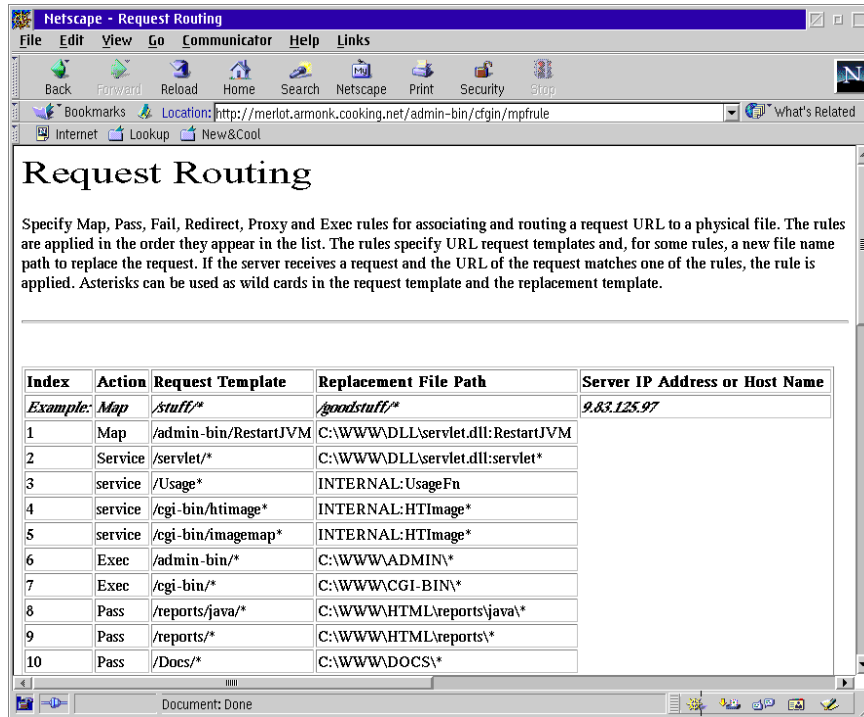 Netscape - Request Routing
File Edit View Go Communicator Help Links
Back Forward Reload Home Search Netscape Print Security Stop
Bookmarks Location: http://merlot.armonk.cooking.net/admin-bin/cfgin/mpfrule What's Related
Internet Lookup New&Cool
Request Routing
Specify Map, Pass, Fail, Redirect, Proxy and Exec rules for associating and routing a request URL to a physical file. The rules
are applied in the order they appear in the list. The rules specify URL request templates and, for some rules, a new file name
path to replace the request. If the server receives a request and the URL of the request matches one of the rules, the rule is
applied. Asterisks can be used as wild cards in the request template and the replacement template.
Index Action Request Template Replacement File Path Server IP Address or Host Name
Example: Map /stuff/* /goodstuff/* 9.83.125.97
1 Map /admin-bin/RestartJVM C:\WWW\DLL\servlet.dll:RestartJVM
2 Service /servlet/* C:\WWW\DLL\servlet.dll:servlet*
3 service /Usage* INTERNAL:UsageFn
4 service /cgi-bin/htimage* INTERNAL:HTImage*
5 service /cgi-bin/imagemap* INTERNAL:HTImage*
6 Exec /admin-bin/* C:\WWW\ADMIN\*
7 Exec /cgi-bin/* C:\WWW\CGI-BIN\*
8 Pass /reports/java/* C:\WWW\HTML\reports\java\*
9 Pass /reports/* C:\WWW\HTML\reports\*
10 Pass /Docs/* C:\WWW\DOCS\*
Document: Done